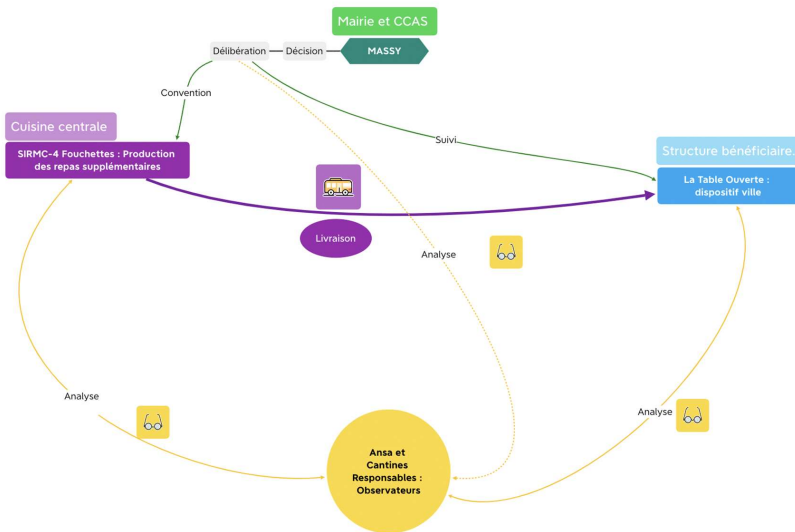 Mairie et CCAS
Délibération
Décision
MASSY
Convention
Cuisine centrale
SIRMC-4 Fouchettes : Production
des repas supplémentaires
Suivi
Structure bénéficiaire.
La Table Ouverte :
dispositif ville
Livraison
Analyse
Analyse
Analyse
Ansa et
Cantines
Responsables :
Observateurs